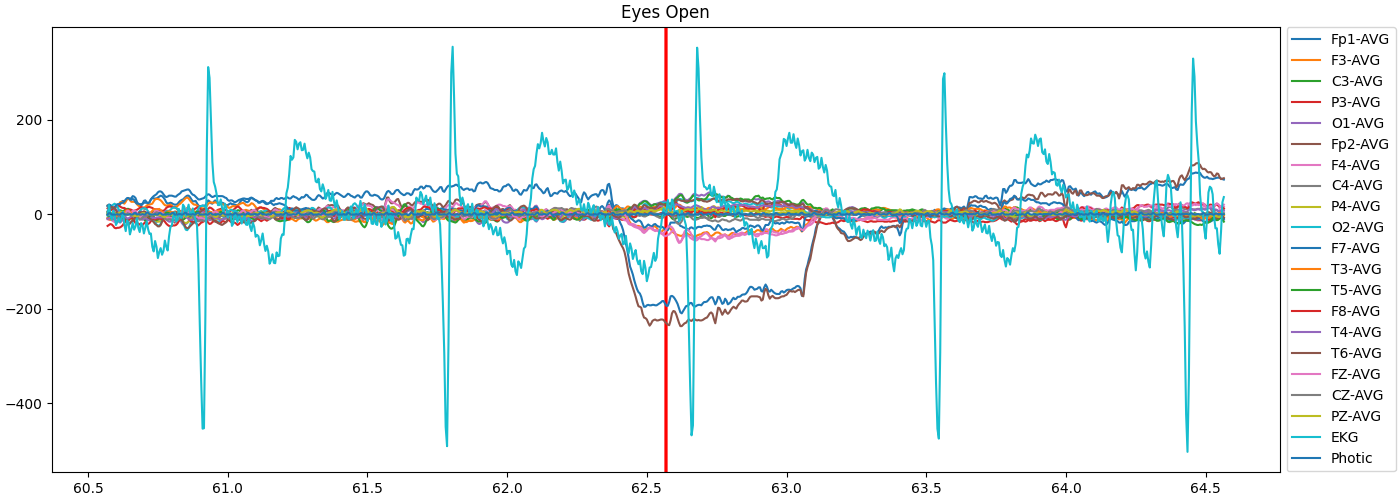 Eyes Open
200
0
−200
−400
60.5 61.0 61.5 62.0 62.5 63.0 63.5 64.0 64.5
Fp1-AVG
F3-AVG
C3-AVG
P3-AVG
O1-AVG
Fp2-AVG
F4-AVG
C4-AVG
P4-AVG
O2-AVG
F7-AVG
T3-AVG
T5-AVG
F8-AVG
T4-AVG
T6-AVG
FZ-AVG
CZ-AVG
PZ-AVG
EKG
Photic